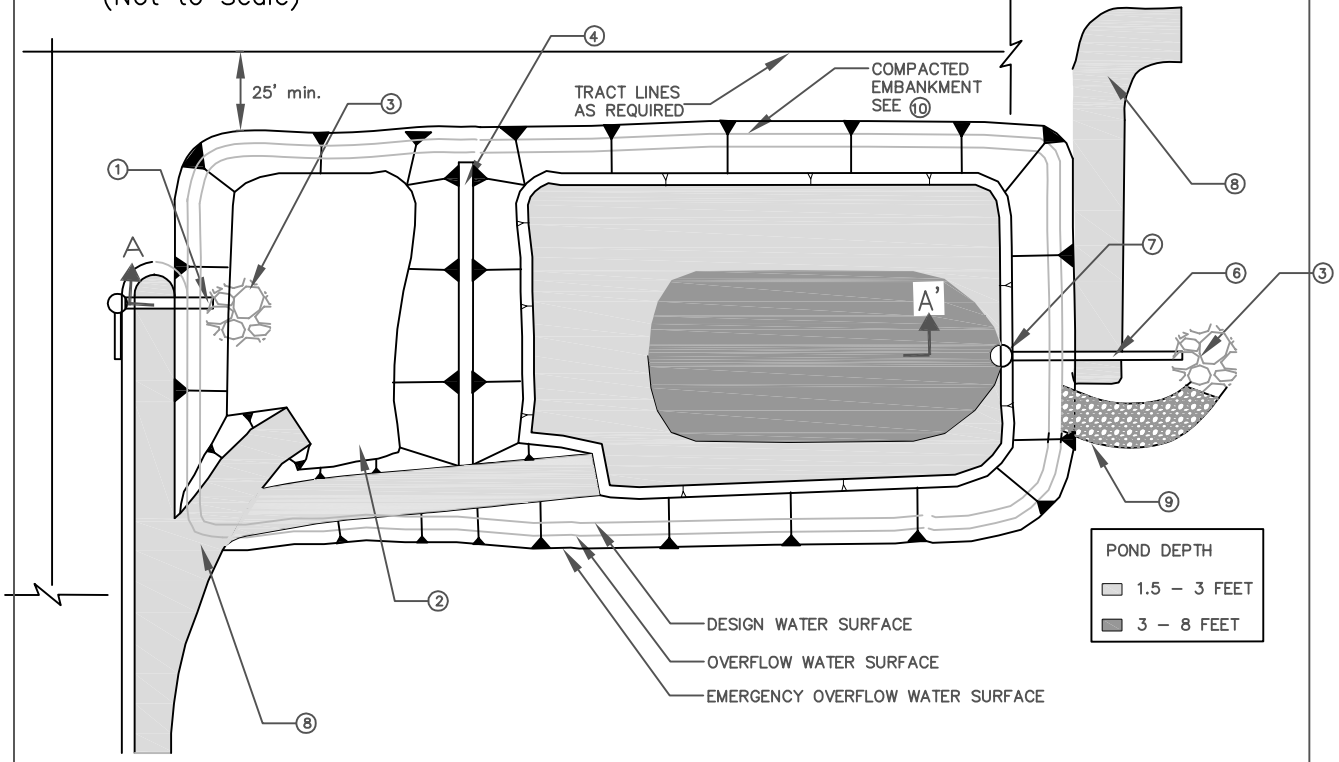 (Not to Scale)
4
COMPACTED
EMBANKMENT
SEE 10
TRACT LINES
AS REQUIRED
25' min.
3
8
1
8
A
7
6
3
A'
9
POND DEPTH
1.5 – 3 FEET
3 – 8 FEET
2
DESIGN WATER SURFACE
OVERFLOW WATER SURFACE
EMERGENCY OVERFLOW WATER SURFACE
8